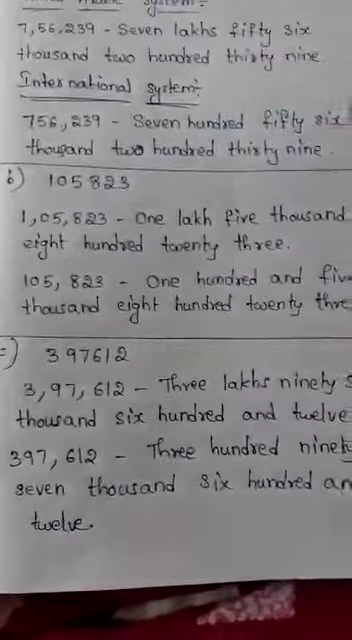 system:-
7,56,239 - Seven lakhs fifty six
thousand two hundred thirty nine
International system:-
756,239 - Seven hundred fifty six
thousand two hundred thirty nine.
b) 105823
1,05,823 - One lakh five thousand
eight hundred twenty three.
105, 823 - One hundred and five
thousand eight hundred twenty thre
c) 397612
3,97, 612 - Three lakhs ninety s
thousand six hundred and twelve
397, 612 - Three hundred ninety
seven thousand six hundred an
twelve.